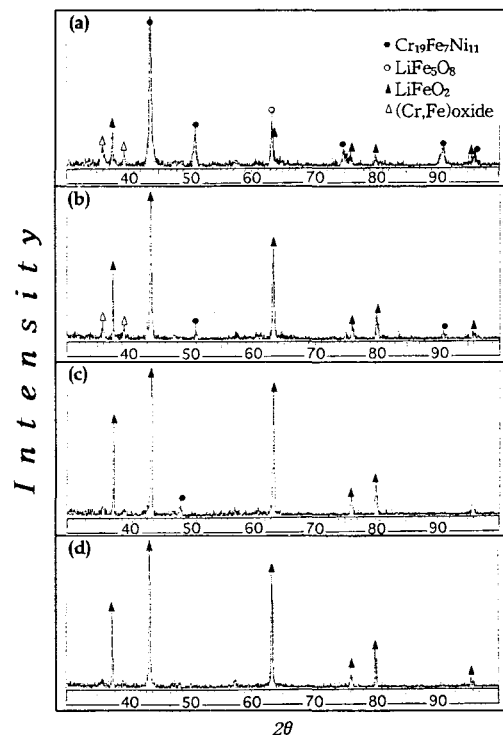 (a)
● Cr₁₉Fe₇Ni₁₁
○ LiFe₅O₈
▲ LiFeO₂
△ (Cr,Fe)oxide
40 50 60 70 80 90
(b)
40 50 60 70 80 90
(c)
40 50 60 70 80 90
(d)
40 50 60 70 80 90
Intensity
2θ